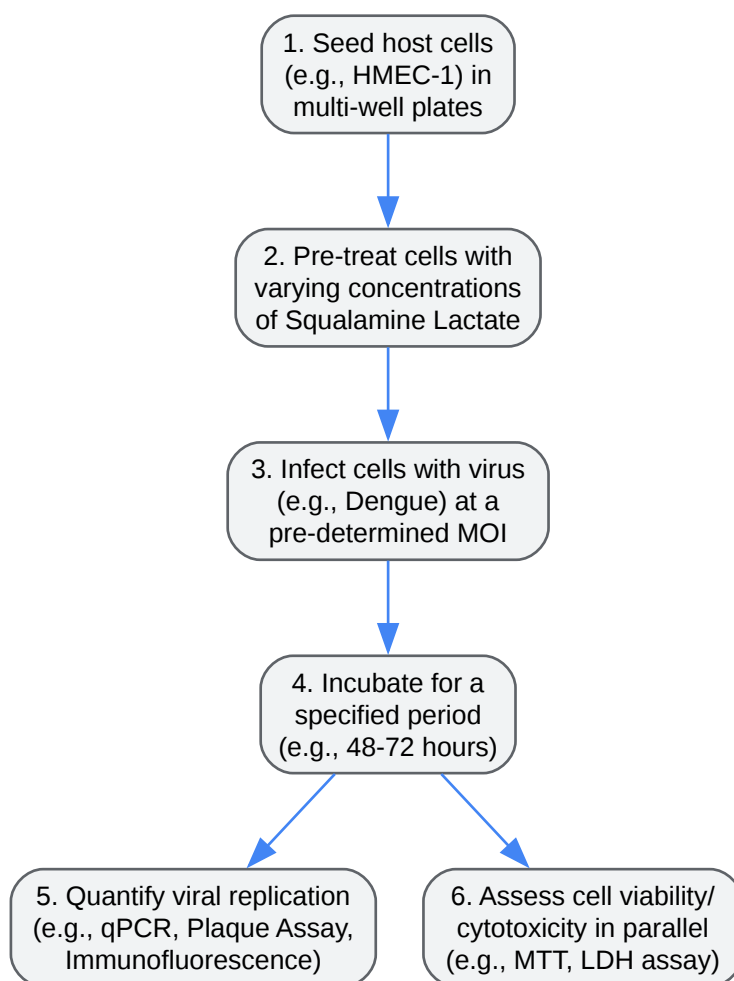 1. Seed host cells
(e.g., HMEC-1) in
multi-well plates
2. Pre-treat cells with
varying concentrations
of Squalamine Lactate
3. Infect cells with virus
(e.g., Dengue) at a
pre-determined MOI
4. Incubate for a
specified period
(e.g., 48-72 hours)
5. Quantify viral replication
(e.g., qPCR, Plaque Assay,
Immunofluorescence)
6. Assess cell viability/
cytotoxicity in parallel
(e.g., MTT, LDH assay)